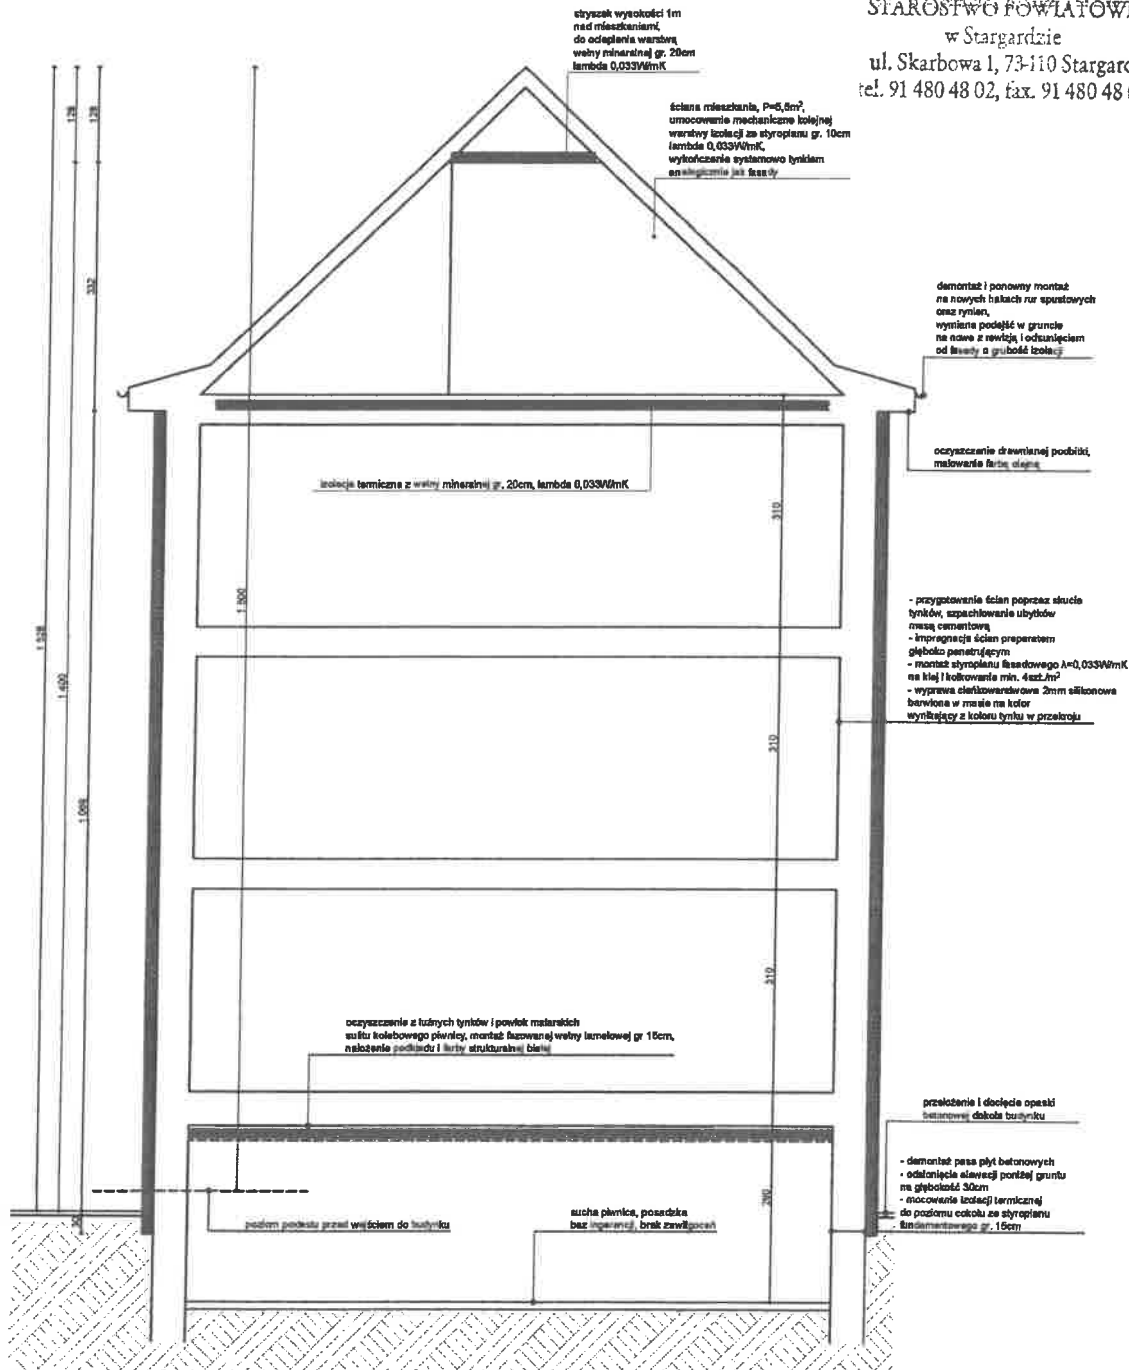 STAROSTWO POWIATOWE
w Stargardzie
ul. Skarbowa 1, 73-110 Stargard
tel. 91 480 48 02, fax. 91 480 48
stryszek wysokości 1m
nad mieszkaniami,
do ocieplenia warstwą
wełny mineralnej gr. 20cm
lambda 0,033W/mK
ściana mieszkania, P=5,5m²,
umocowanie mechaniczne kolejnej
warstwy izolacji ze styropianu gr. 10cm
lambda 0,033W/mK,
wykończenie systemowo tynkiem
analogicznie jak fasady
128
128
332
demontaż i ponowny montaż
na nowych hakach rur spustowych
oraz rynien,
wymiana podejść w gruncie
na nowe z rewizją i odsunięciem
od fasady o grubość izolacji
oczyszczenie drewnianej podbitki,
malowanie farbą olejną
izolacja termiczna z wełny mineralnej gr. 20cm, lambda 0,033W/mK
310
1.500
- przygotowanie ścian poprzez skucie
tynków, szpachlowanie ubytków
masą cementową
- impregnacja ścian preparatem
głęboko penetrującym
- montaż styropianu fasadowego λ=0,033W/mK
na klej i kołkowanie min. 4szt./m²
- wyprawa cienkowarstwowa 2mm silikonowa
barwiona w masie na kolor
wynikający z koloru tynku w przekroju
1.528
1.400
310
1.068
310
oczyszczenie z luźnych tynków i powłok malarskich
sufitu kolebowego piwnicy, montaż fazowanej wełny lamelowej gr 15cm,
nałożenie podkładu i farby strukturalnej białej
przełożenie i docięcie opaski
betonowej dokoła budynku
- demontaż pasa płyt betonowych
- odsłonięcie elewacji poniżej gruntu
na głębokość 30cm
- mocowanie izolacji termicznej
do poziomu cokołu ze styropianu
fundamentowego gr. 15cm
260
30
poziom podestu przed wejściem do budynku
sucha piwnica, posadzka
bez ingerencji, brak zawilgoceń